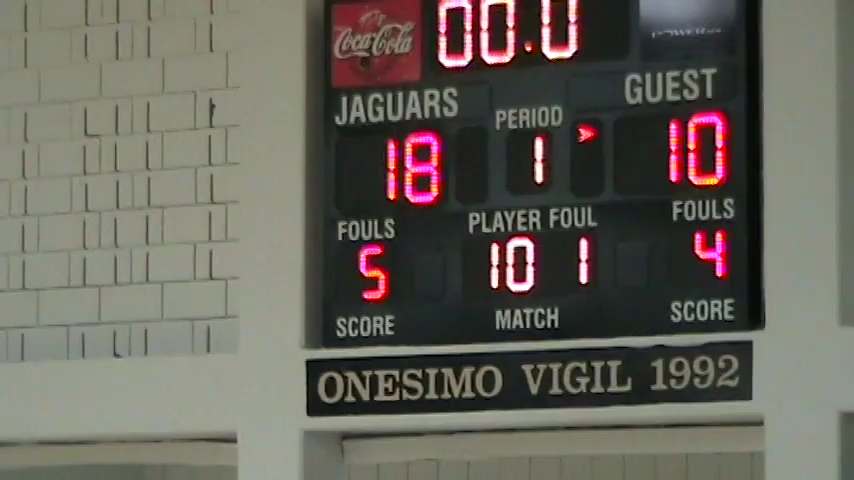 Coca-Cola 00.0 POWER
JAGUARS GUEST
PERIOD
18 1 10
FOULS PLAYER FOUL FOULS
5 10 1 4
SCORE MATCH SCORE
ONESIMO VIGIL 1992